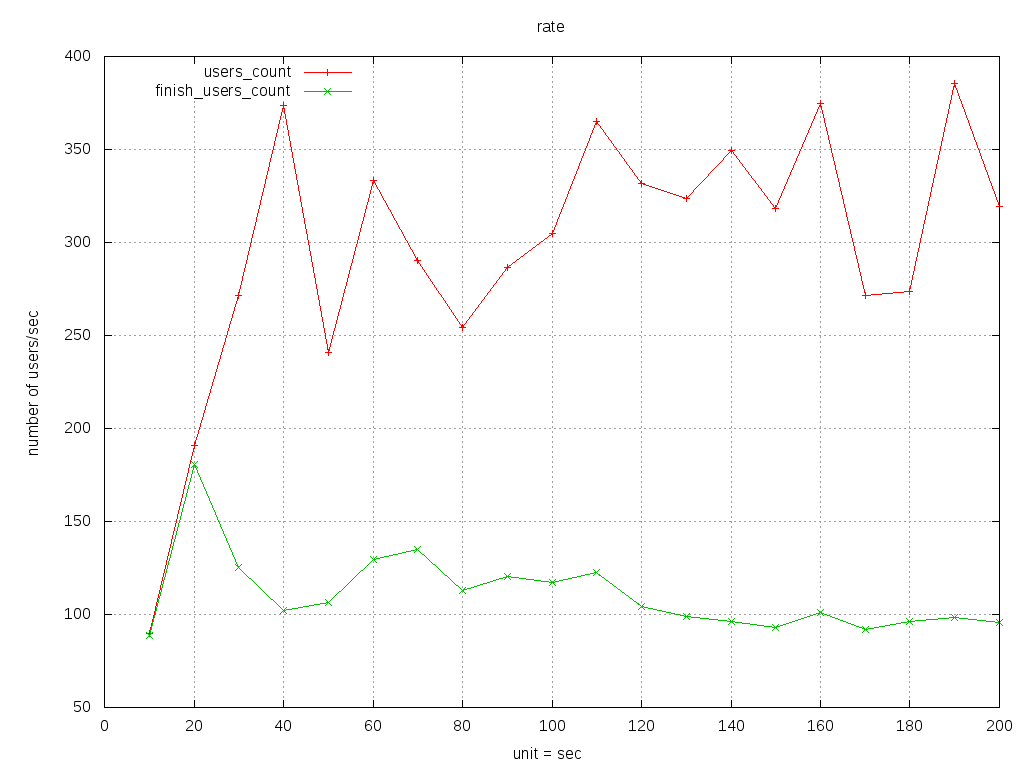 rate
400
350
300
250
200
150
100
50
number of users/sec
users_count
finish_users_count
0 20 40 60 80 100 120 140 160 180 200
unit = sec